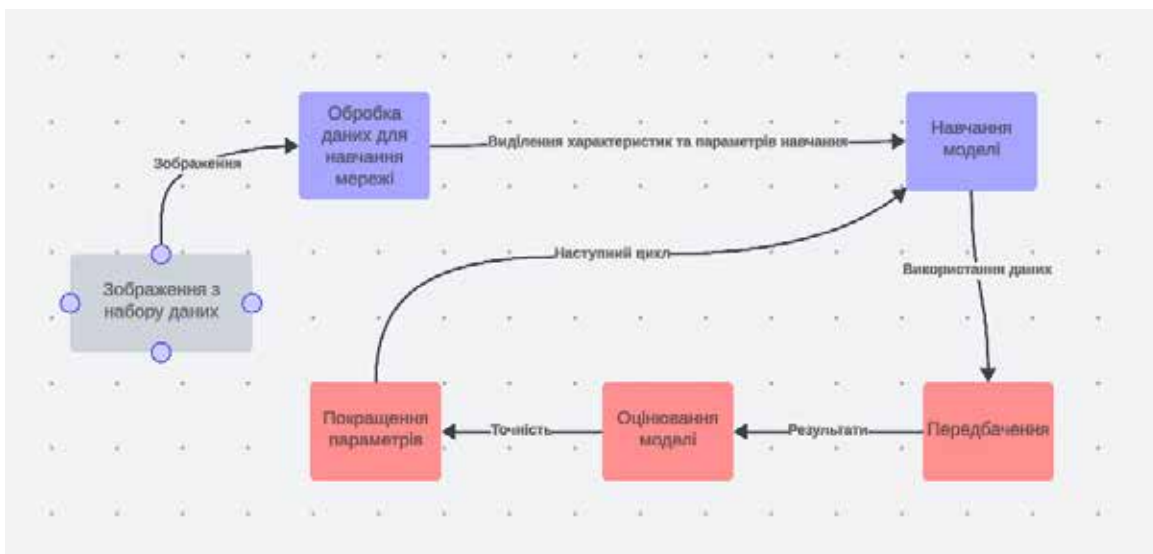 Обробка
даних для
навчання
мережі
Виділення характеристик та параметрів навчання
Навчання
моделі
Зображення
Наступний цикл
Використання даних
Зображення з
набору даних
Покращення
параметрів
Точність
Оцінювання
моделі
Результати
Передбачення